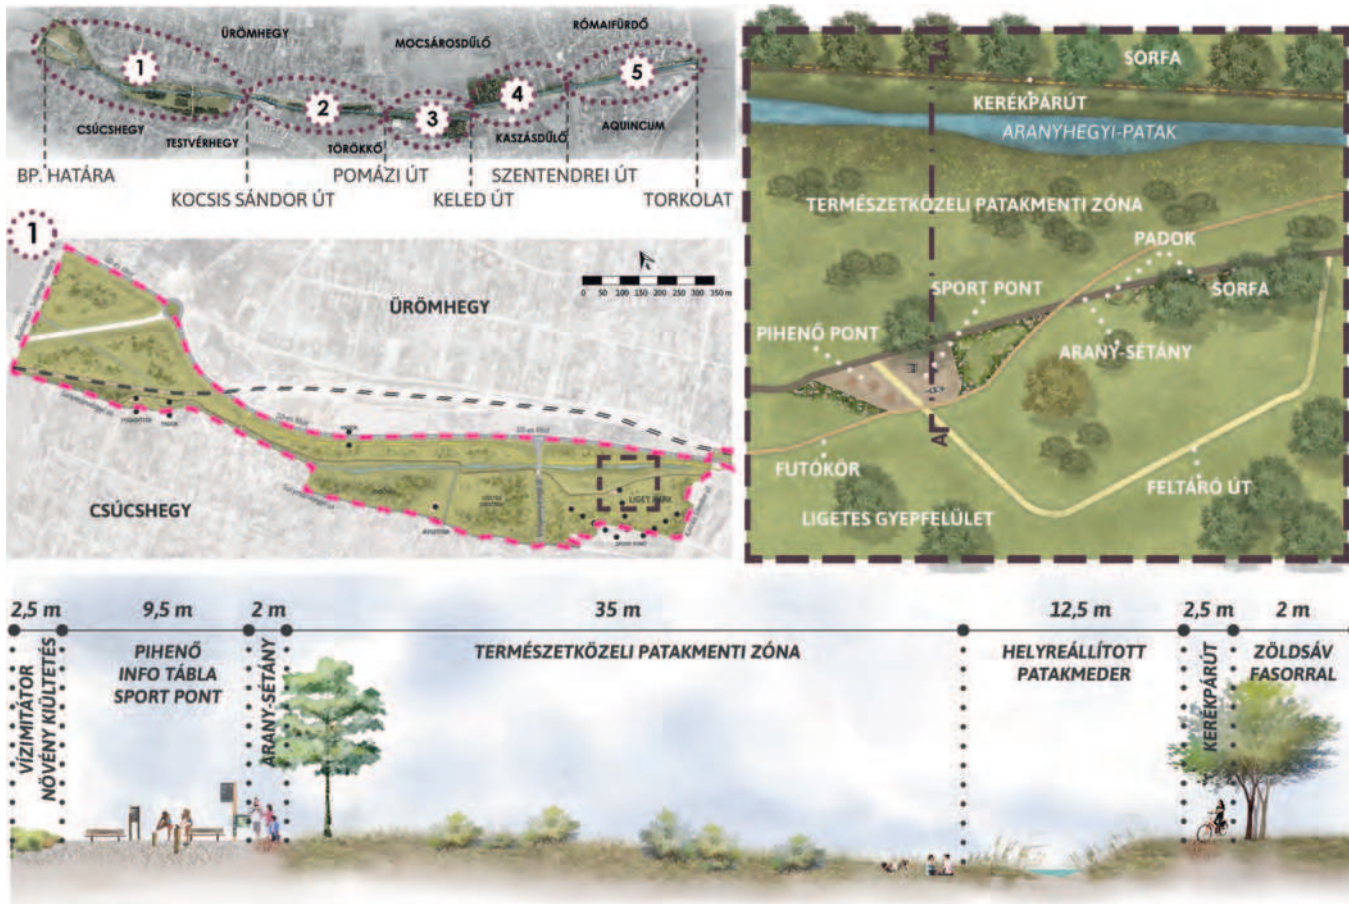 ÜRÖMHEGY
MOCSÁROSDŰLŐ
RÓMAIFÜRDŐ
1
2
3
4
5
CSÚCSHEGY
TESTVÉRHEGY
TÖRÖKKŐ
KASZÁSDŰLŐ
AQUINCUM
BP. HATÁRA
KOCSIS SÁNDOR ÚT
POMÁZI ÚT
KELED ÚT
SZENTENDREI ÚT
TORKOLAT
1
0 50 100 150 200 250 300 350 m
ÜRÖMHEGY
CSÚCSHEGY
LIGET PARK
10-es főút
SORFA
KERÉKPÁRÚT
ARANYHEGYI-PATAK
TERMÉSZETKÖZELI PATAKMENTI ZÓNA
PADOK
SPORT PONT
SORFA
PIHENŐ PONT
ARANY-SÉTÁNY
FUTÓKÖR
FELTÁRÓ ÚT
LIGETES GYEPFELÜLET
A
A
2,5 m
9,5 m
2 m
35 m
12,5 m
2,5 m
2 m
VÍZIMITÁTOR
NÖVÉNY KIÜLTETÉS
PIHENŐ
INFO TÁBLA
SPORT PONT
ARANY-SÉTÁNY
TERMÉSZETKÖZELI PATAKMENTI ZÓNA
HELYREÁLLÍTOTT
PATAKMEDER
KERÉKPÁRÚT
ZÖLDSÁV
FASORRAL